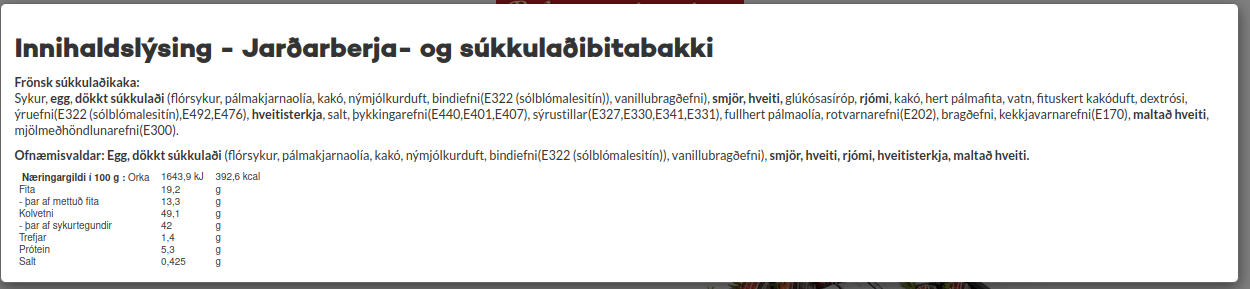 Innihaldslýsing - Jarðarberja- og súkkulaðibitabakki
Frönsk súkkulaðikaka:
Sykur, egg, dökkt súkkulaði (flórsykur, pálmakjarnaolía, kakó, nýmjólkurduft, bindiefni(E322 (sólblómalesitín)), vanillubragðefni), smjör, hveiti, glúkósasíróp, rjómi, kakó, hert pálmafita, vatn, fituskert kakóduft, dextrósi,
ýruefni(E322 (sólblómalesitín),E492,E476), hveitisterkja, salt, þykkingarefni(E440,E401,E407), sýrustillar(E327,E330,E341,E331), fullhert pálmaolía, rotvarnarefni(E202), bragðefni, kekkjavarnarefni(E170), maltað hveiti,
mjölmeðhöndlunarefni(E300).
Ofnæmisvaldar: Egg, dökkt súkkulaði (flórsykur, pálmakjarnaolía, kakó, nýmjólkurduft, bindiefni(E322 (sólblómalesitín)), vanillubragðefni), smjör, hveiti, rjómi, hveitisterkja, maltað hveiti.
Næringargildi í 100 g : Orka 1643,9 kJ 392,6 kcal
Fita 19,2 g
- þar af mettuð fita 13,3 g
Kolvetni 49,1 g
- þar af sykurtegundir 42 g
Trefjar 1,4 g
Prótein 5,3 g
Salt 0,425 g